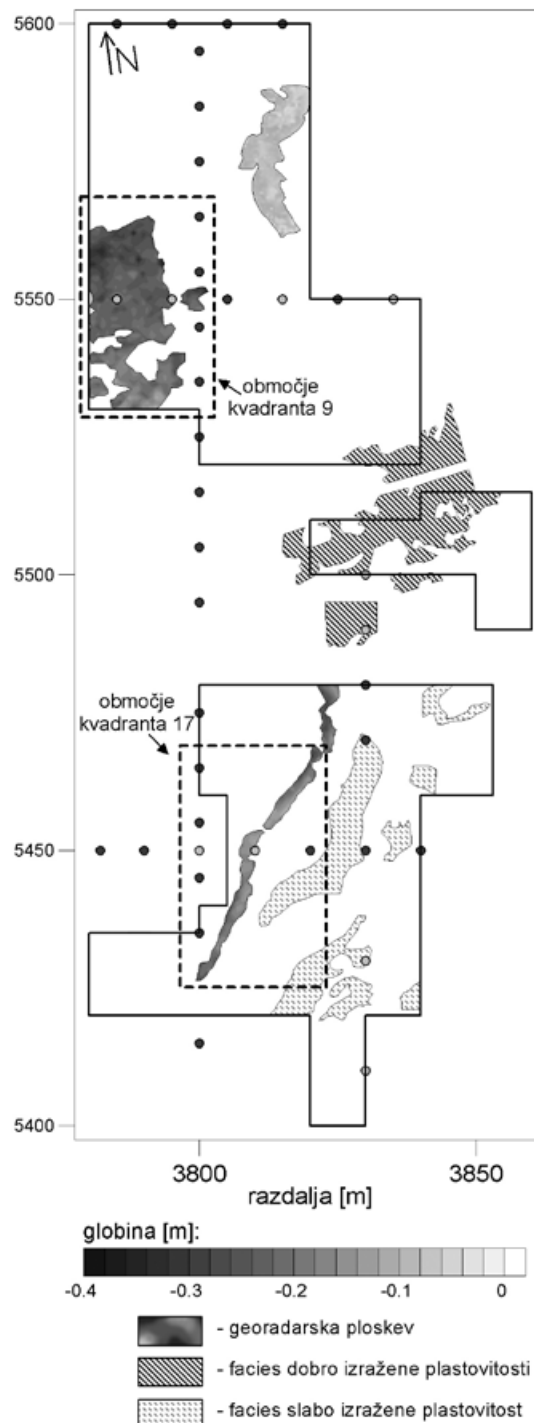 5600
N
5550
območje
kvadranta 9
5500
območje
kvadranta 17
5450
5400
3800 3850
razdalja [m]
globina [m]:
-0.4 -0.3 -0.2 -0.1 0
- georadarska ploskev
- facies dobro izražene plastovitosti
- facies slabo izražene plastovitost